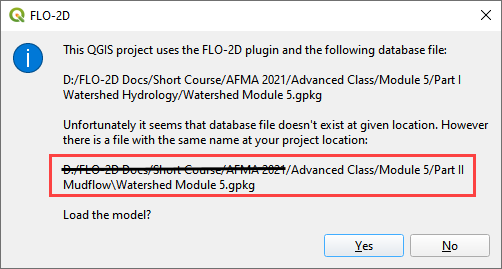 FLO-2D
This QGIS project uses the FLO-2D plugin and the following database file:
D:/FLO-2D Docs/Short Course/AFMA 2021/Advanced Class/Module 5/Part I
Watershed Hydrology/Watershed Module 5.gpkg
Unfortunately it seems that database file doesn't exist at given location. However
there is a file with the same name at your project location:
D:/FLO-2D Docs/Short Course/AFMA 2021/Advanced Class/Module 5/Part II
Mudflow\Watershed Module 5.gpkg
Load the model?
Yes
No